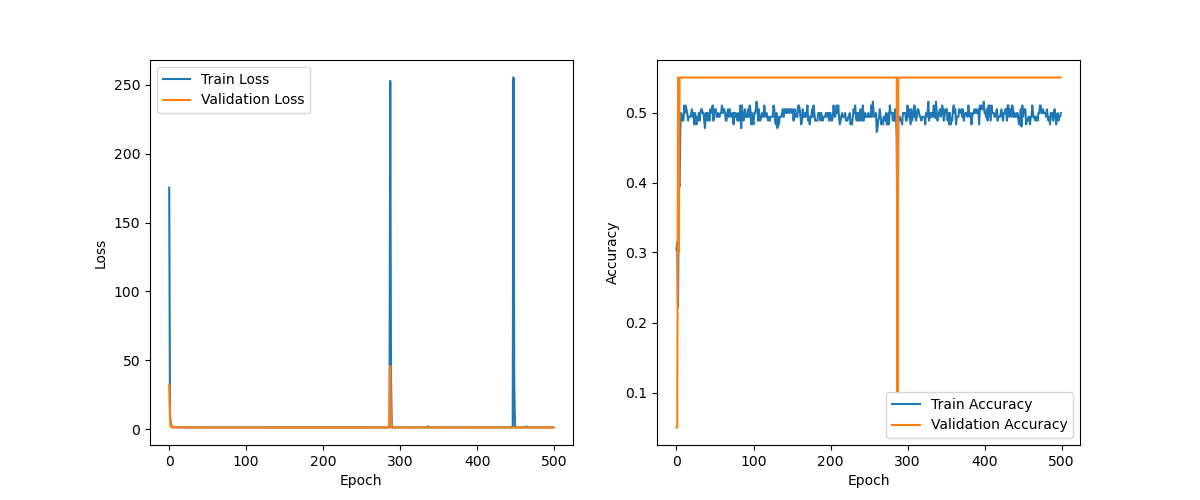 Train Loss
Validation Loss
250
200
150
100
50
0
Loss
0 100 200 300 400 500
Epoch
0.5
0.4
0.3
0.2
0.1
Accuracy
Train Accuracy
Validation Accuracy
0 100 200 300 400 500
Epoch